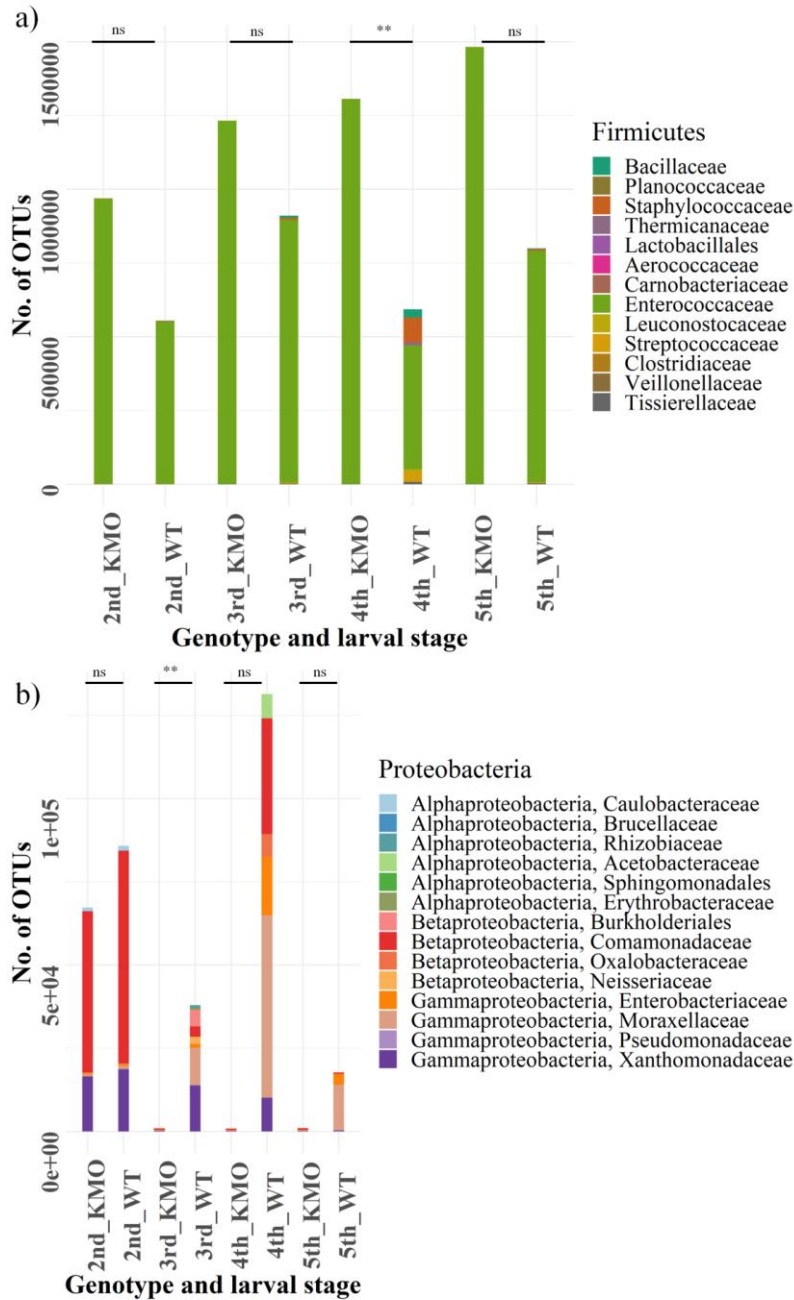 a)
ns
ns
**
ns
1500000
1000000
500000
0
No. of OTUs
2nd_KMO
2nd_WT
3rd_KMO
3rd_WT
4th_KMO
4th_WT
5th_KMO
5th_WT
Genotype and larval stage
Firmicutes
Bacillaceae
Planococcaceae
Staphylococcaceae
Thermicanaceae
Lactobacillales
Aerococcaceae
Carnobacteriaceae
Enterococcaceae
Leuconostocaceae
Streptococcaceae
Clostridiaceae
Veillonellaceae
Tissierellaceae
b)
ns
**
ns
ns
1e+05
5e+04
0e+00
No. of OTUs
2nd_KMO
2nd_WT
3rd_KMO
3rd_WT
4th_KMO
4th_WT
5th_KMO
5th_WT
Genotype and larval stage
Proteobacteria
Alphaproteobacteria, Caulobacteraceae
Alphaproteobacteria, Brucellaceae
Alphaproteobacteria, Rhizobiaceae
Alphaproteobacteria, Acetobacteraceae
Alphaproteobacteria, Sphingomonadales
Alphaproteobacteria, Erythrobacteraceae
Betaproteobacteria, Burkholderiales
Betaproteobacteria, Comamonadaceae
Betaproteobacteria, Oxalobacteraceae
Betaproteobacteria, Neisseriaceae
Gammaproteobacteria, Enterobacteriaceae
Gammaproteobacteria, Moraxellaceae
Gammaproteobacteria, Pseudomonadaceae
Gammaproteobacteria, Xanthomonadaceae